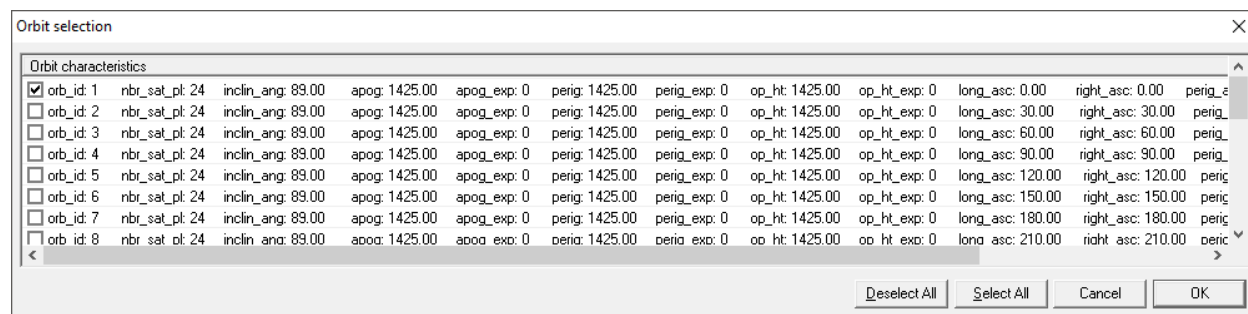 Orbit selection
Orbit characteristics
orb_id: 1 nbr_sat_pl: 24 inclin_ang: 89.00 apog: 1425.00 apog_exp: 0 perig: 1425.00 perig_exp: 0 op_ht: 1425.00 op_ht_exp: 0 long_asc: 0.00 right_asc: 0.00 perig_a
orb_id: 2 nbr_sat_pl: 24 inclin_ang: 89.00 apog: 1425.00 apog_exp: 0 perig: 1425.00 perig_exp: 0 op_ht: 1425.00 op_ht_exp: 0 long_asc: 30.00 right_asc: 30.00 perig_
orb_id: 3 nbr_sat_pl: 24 inclin_ang: 89.00 apog: 1425.00 apog_exp: 0 perig: 1425.00 perig_exp: 0 op_ht: 1425.00 op_ht_exp: 0 long_asc: 60.00 right_asc: 60.00 perig_
orb_id: 4 nbr_sat_pl: 24 inclin_ang: 89.00 apog: 1425.00 apog_exp: 0 perig: 1425.00 perig_exp: 0 op_ht: 1425.00 op_ht_exp: 0 long_asc: 90.00 right_asc: 90.00 perig_
orb_id: 5 nbr_sat_pl: 24 inclin_ang: 89.00 apog: 1425.00 apog_exp: 0 perig: 1425.00 perig_exp: 0 op_ht: 1425.00 op_ht_exp: 0 long_asc: 120.00 right_asc: 120.00 perig
orb_id: 6 nbr_sat_pl: 24 inclin_ang: 89.00 apog: 1425.00 apog_exp: 0 perig: 1425.00 perig_exp: 0 op_ht: 1425.00 op_ht_exp: 0 long_asc: 150.00 right_asc: 150.00 perig
orb_id: 7 nbr_sat_pl: 24 inclin_ang: 89.00 apog: 1425.00 apog_exp: 0 perig: 1425.00 perig_exp: 0 op_ht: 1425.00 op_ht_exp: 0 long_asc: 180.00 right_asc: 180.00 perig
orb_id: 8 nbr_sat_pl: 24 inclin_ang: 89.00 apog: 1425.00 apog_exp: 0 perig: 1425.00 perig_exp: 0 op_ht: 1425.00 op_ht_exp: 0 long_asc: 210.00 right_asc: 210.00 perig
Deselect All Select All Cancel OK